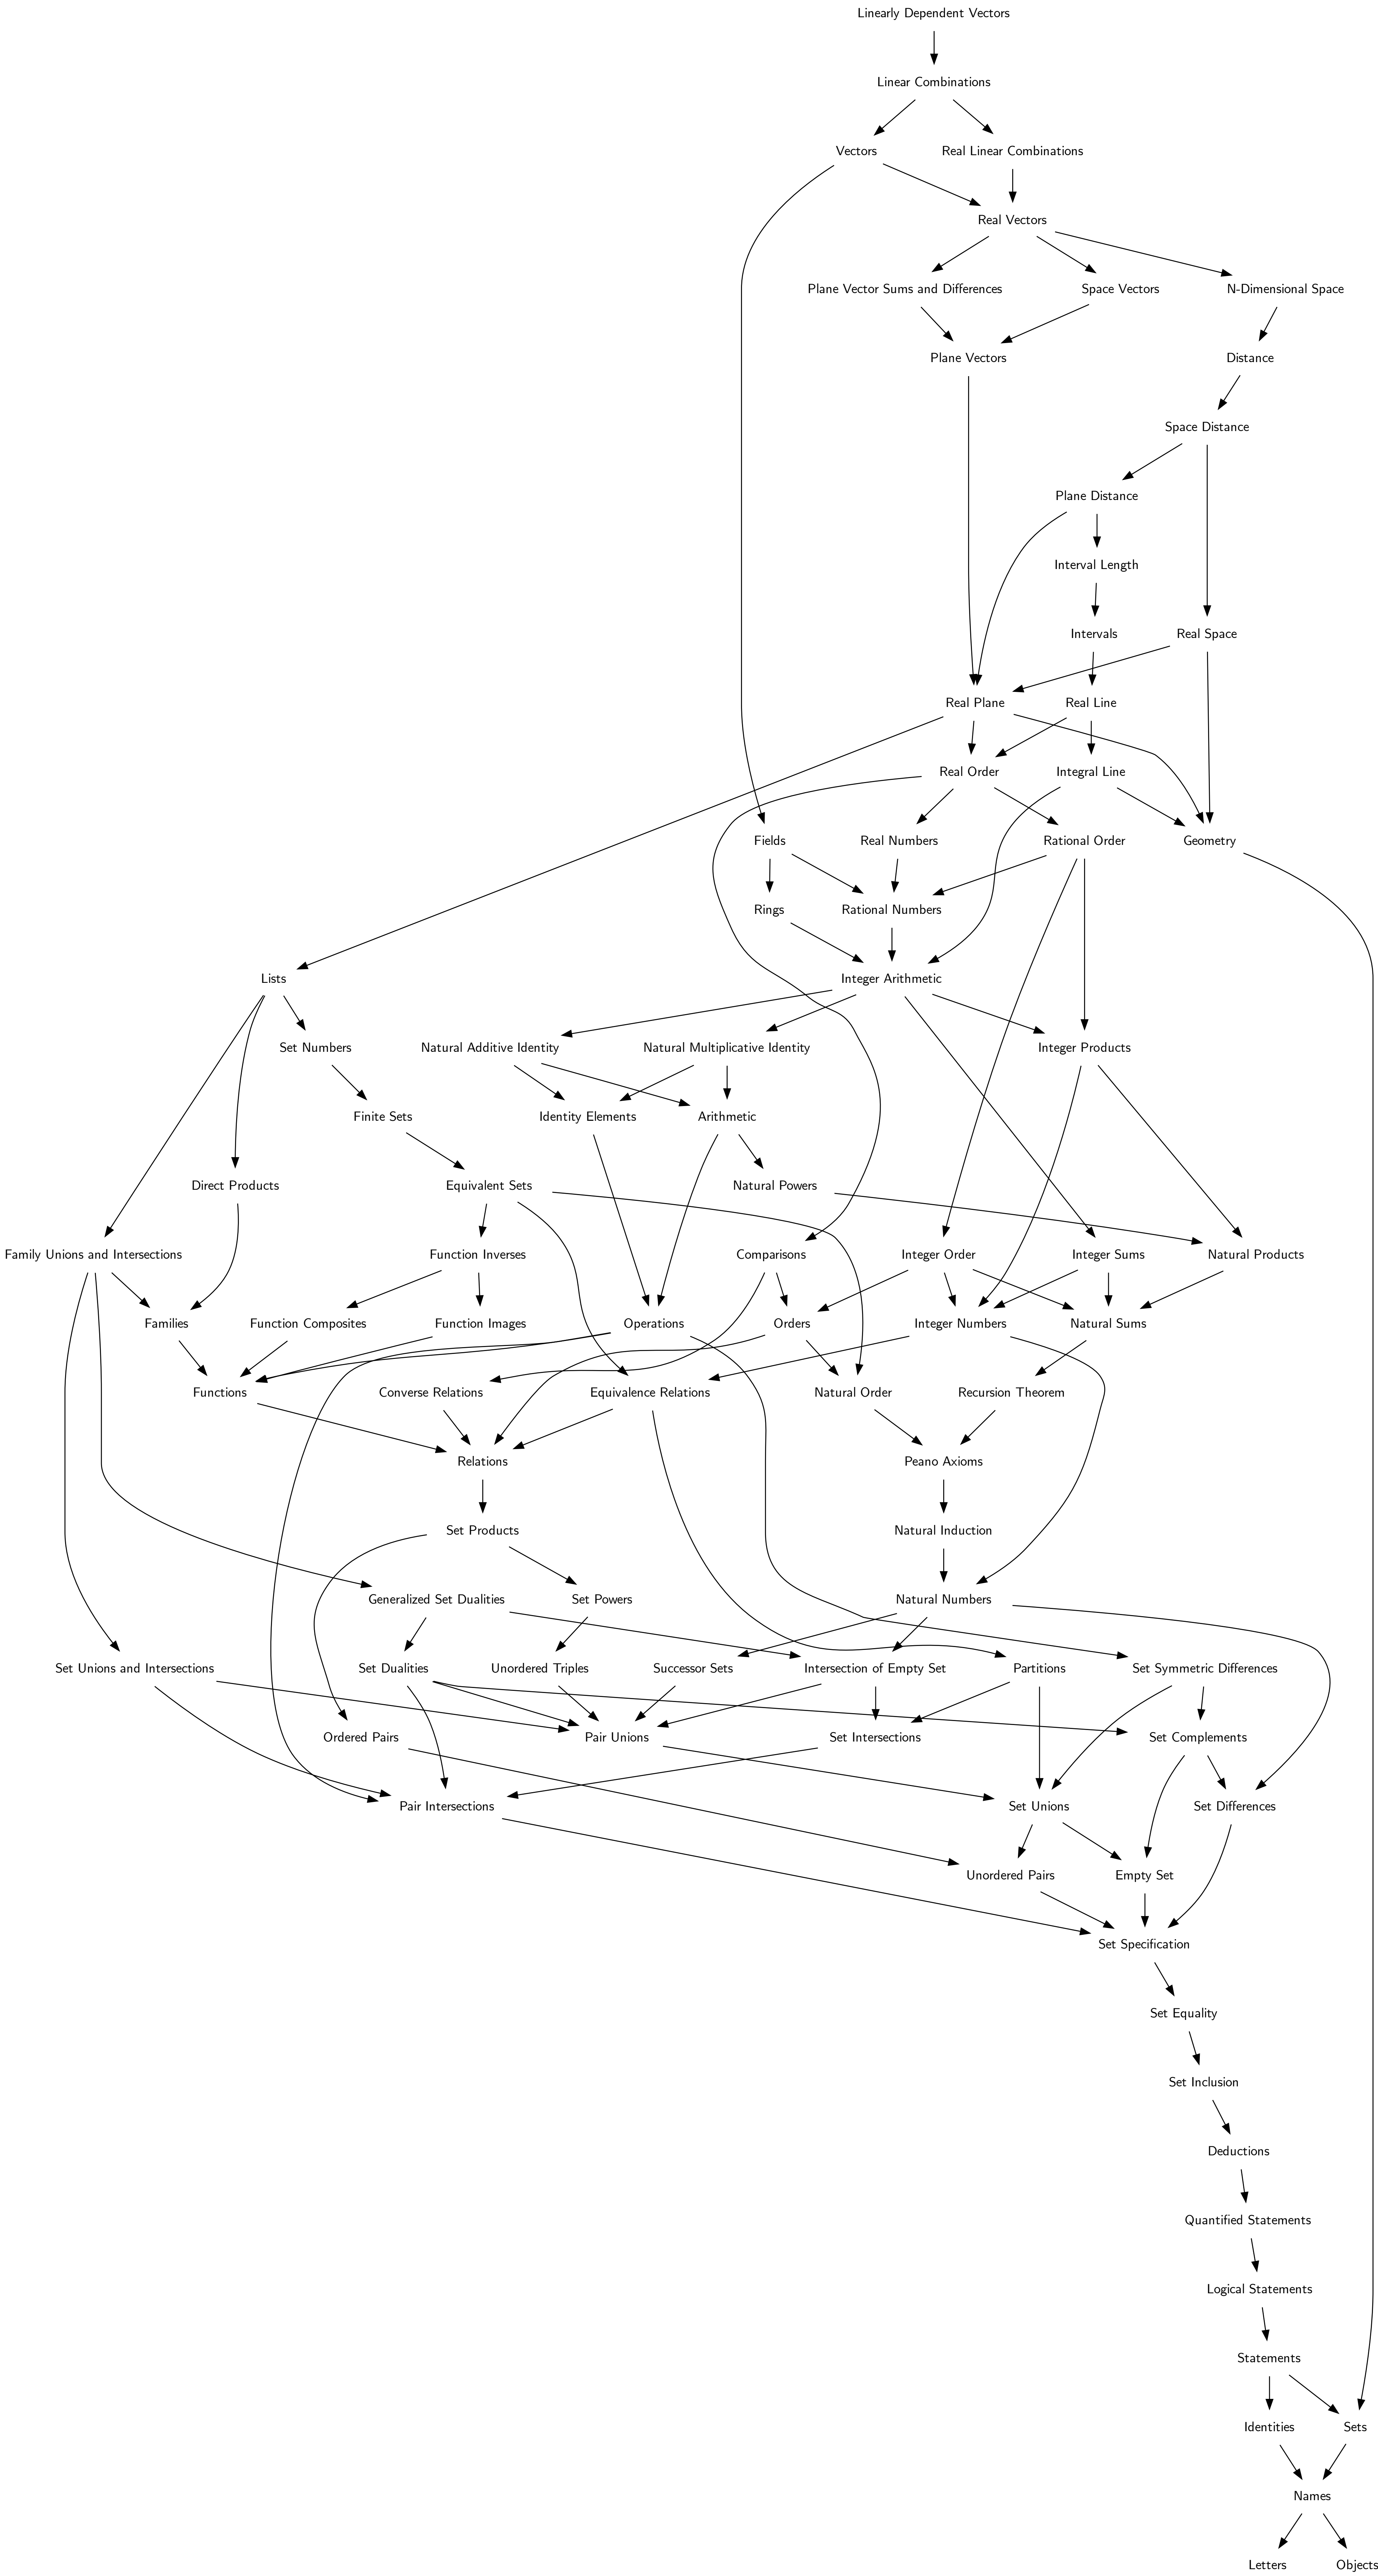 Linearly Dependent Vectors
Linear Combinations
Vectors
Real Linear Combinations
Real Vectors
Plane Vector Sums and Differences
Space Vectors
N-Dimensional Space
Plane Vectors
Distance
Space Distance
Plane Distance
Interval Length
Intervals
Real Space
Real Plane
Real Line
Real Order
Integral Line
Fields
Real Numbers
Rational Order
Geometry
Rings
Rational Numbers
Lists
Integer Arithmetic
Set Numbers
Natural Additive Identity
Natural Multiplicative Identity
Integer Products
Finite Sets
Identity Elements
Arithmetic
Direct Products
Equivalent Sets
Natural Powers
Family Unions and Intersections
Function Inverses
Comparisons
Integer Order
Integer Sums
Natural Products
Families
Function Composites
Function Images
Operations
Orders
Integer Numbers
Natural Sums
Functions
Converse Relations
Equivalence Relations
Natural Order
Recursion Theorem
Relations
Peano Axioms
Set Products
Natural Induction
Generalized Set Dualities
Set Powers
Natural Numbers
Set Unions and Intersections
Set Dualities
Unordered Triples
Successor Sets
Intersection of Empty Set
Partitions
Set Symmetric Differences
Ordered Pairs
Pair Unions
Set Intersections
Set Complements
Pair Intersections
Set Unions
Set Differences
Unordered Pairs
Empty Set
Set Specification
Set Equality
Set Inclusion
Deductions
Quantified Statements
Logical Statements
Statements
Identities
Sets
Names
Letters
Objects